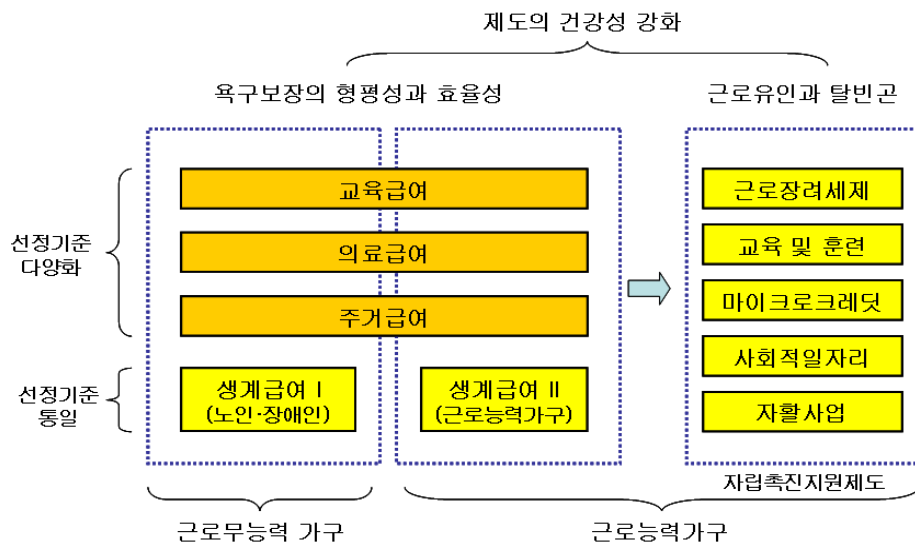 제도의 건강성 강화
욕구보장의 형평성과 효율성
근로유인과 탈빈곤
교육급여
의료급여
주거급여
선정기준
다양화
생계급여 I
(노인·장애인)
생계급여 II
(근로능력가구)
선정기준
통일
근로장려세제
교육 및 훈련
마이크로크레딧
사회적일자리
자활사업
자립촉진지원제도
근로무능력 가구
근로능력가구